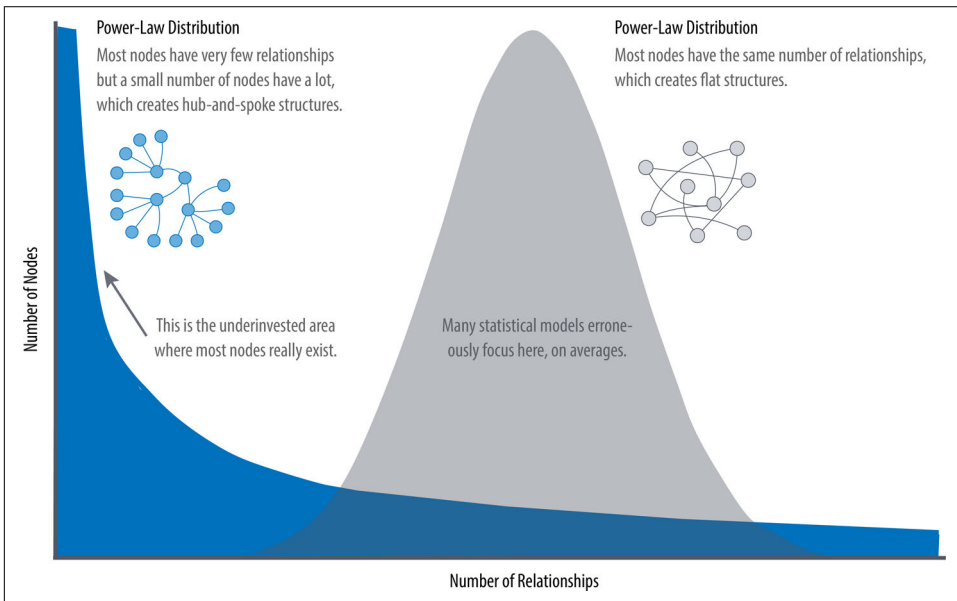 Power-Law Distribution
Most nodes have very few relationships
but a small number of nodes have a lot,
which creates hub-and-spoke structures.
Power-Law Distribution
Most nodes have the same number of relationships,
which creates flat structures.
This is the underinvested area
where most nodes really exist.
Many statistical models errone-
ously focus here, on averages.
Number of Nodes
Number of Relationships